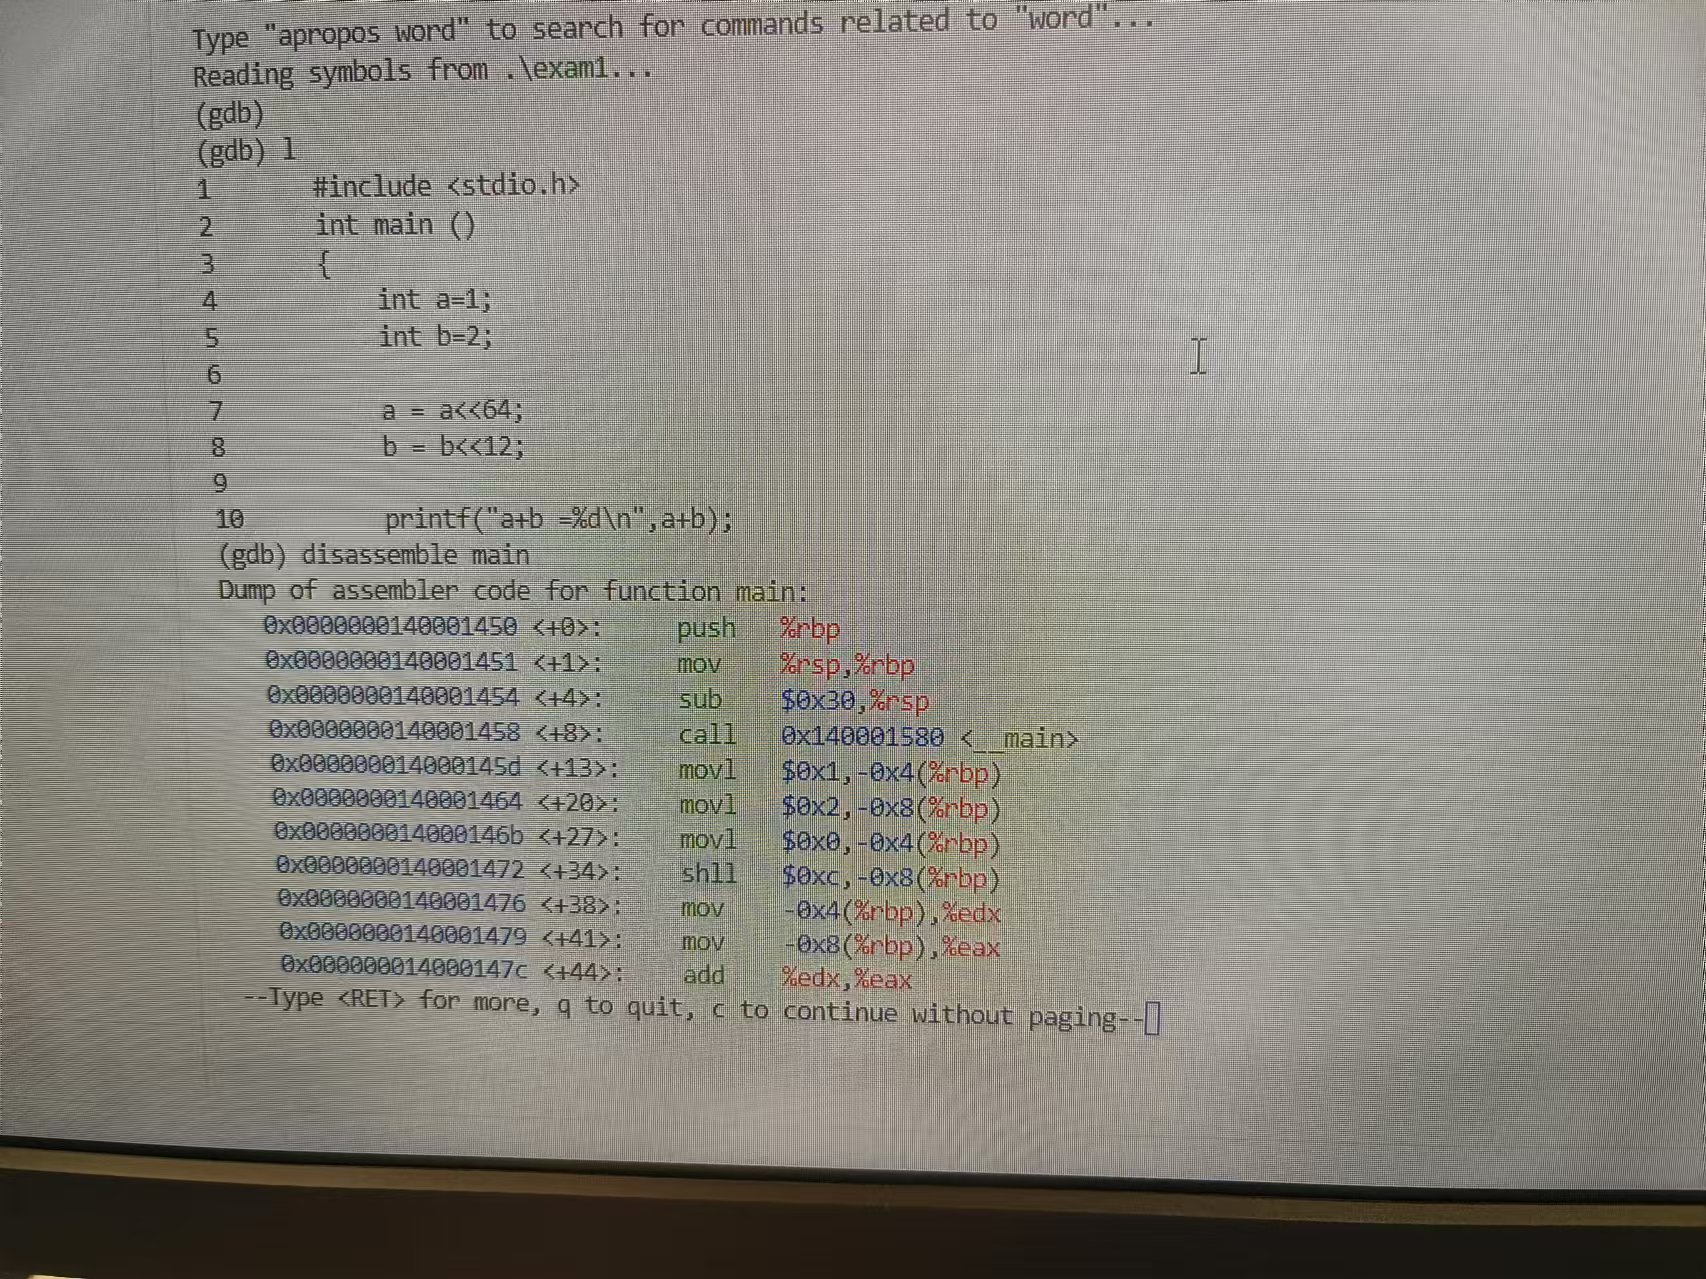 Type "apropos word" to search for commands related to "word"...
Reading symbols from .\exam1...
(gdb)
(gdb) l
1 #include <stdio.h>
2 int main ()
3 {
4 int a=1;
5 int b=2;
6
7 a = a<<64;
8 b = b<<12;
9
10 printf("a+b =%d\n",a+b);
(gdb) disassemble main
Dump of assembler code for function main:
0x0000000140001450 <+0>: push %rbp
0x0000000140001451 <+1>: mov %rsp,%rbp
0x0000000140001454 <+4>: sub $0x30,%rsp
0x0000000140001458 <+8>: call 0x140001580 <__main>
0x000000014000145d <+13>: movl $0x1,-0x4(%rbp)
0x0000000140001464 <+20>: movl $0x2,-0x8(%rbp)
0x000000014000146b <+27>: movl $0x0,-0x4(%rbp)
0x0000000140001472 <+34>: shll $0xc,-0x8(%rbp)
0x0000000140001476 <+38>: mov -0x4(%rbp),%edx
0x0000000140001479 <+41>: mov -0x8(%rbp),%eax
0x000000014000147c <+44>: add %edx,%eax
--Type <RET> for more, q to quit, c to continue without paging--